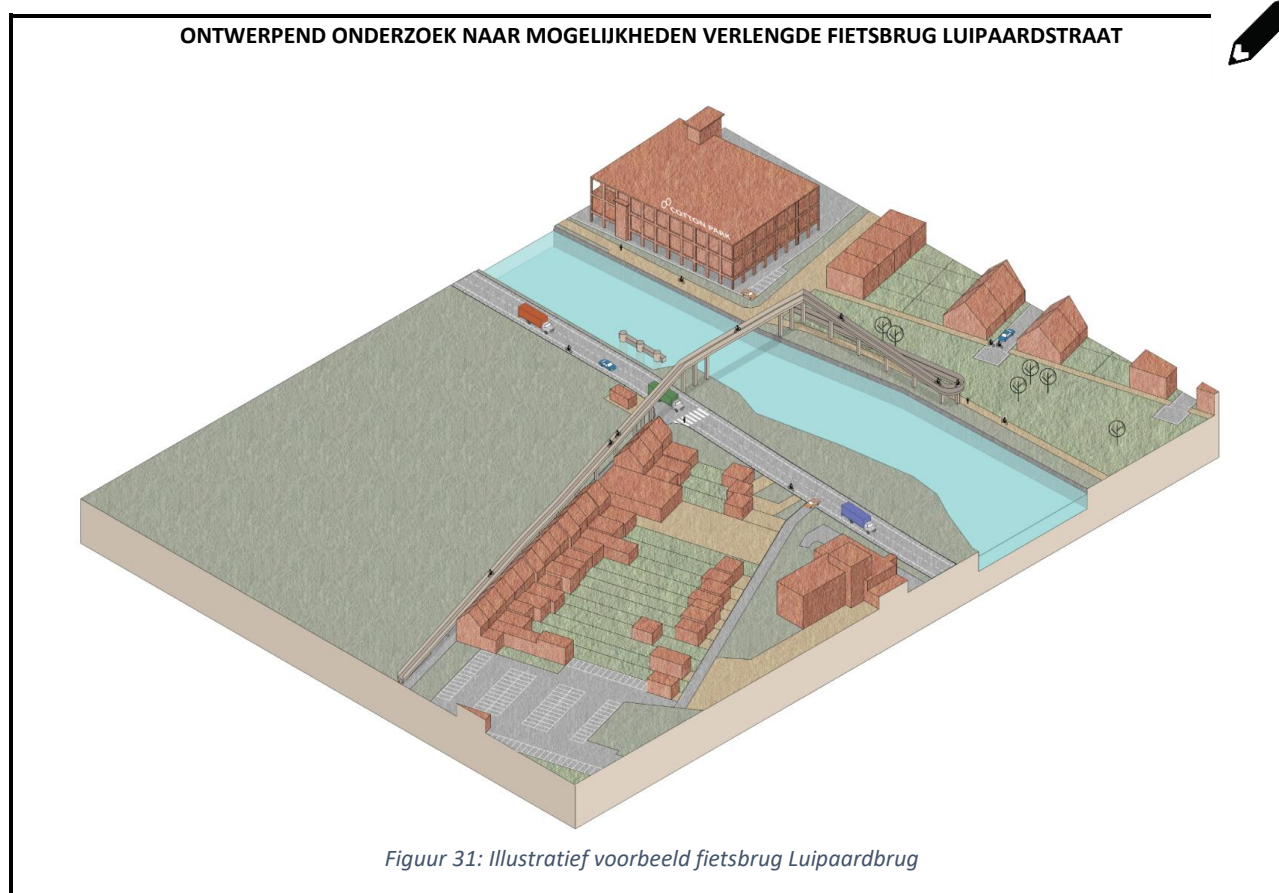 ONTWERPEND ONDERZOEK NAAR MOGELIJKHEDEN VERLENGDE FIETSBRUG LUIPAARDSTRAAT
COTTON PARK
Figuur 31: Illustratief voorbeeld fietsbrug Luipaardbrug